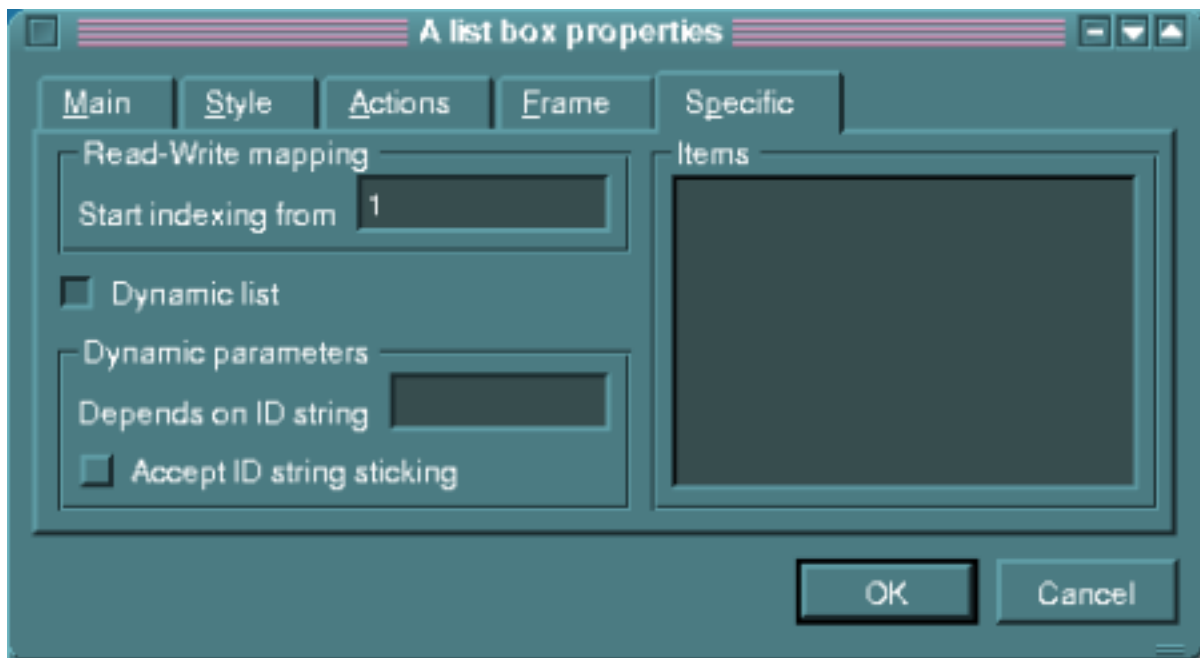 A list box properties
Main Style Actions Frame Specific
Read-Write mapping
Start indexing from 1
Dynamic list
Dynamic parameters
Depends on ID string
Accept ID string sticking
Items
OK Cancel